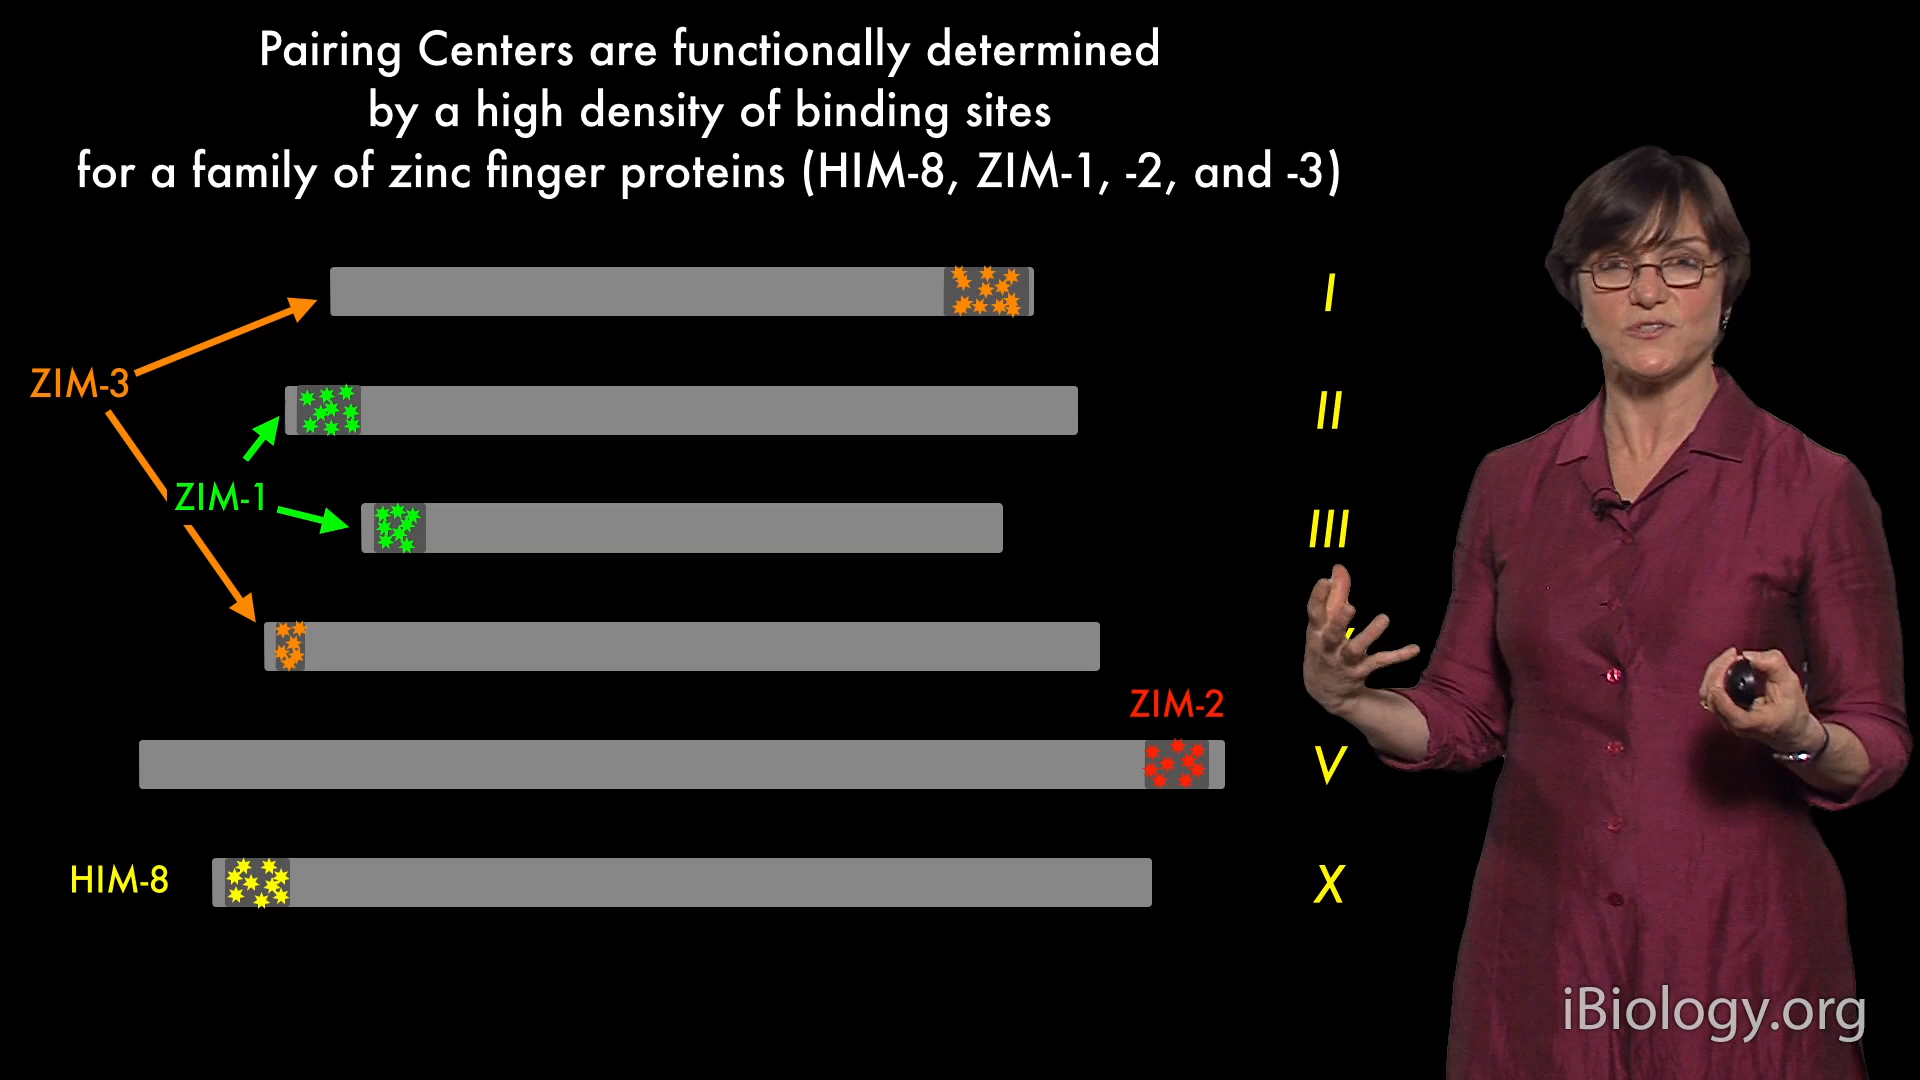 Pairing Centers are functionally determined
by a high density of binding sites
for a family of zinc finger proteins (HIM-8, ZIM-1, -2, and -3)
I
ZIM-3
II
ZIM-1
III
ZIM-2
V
HIM-8
X
iBiology.org